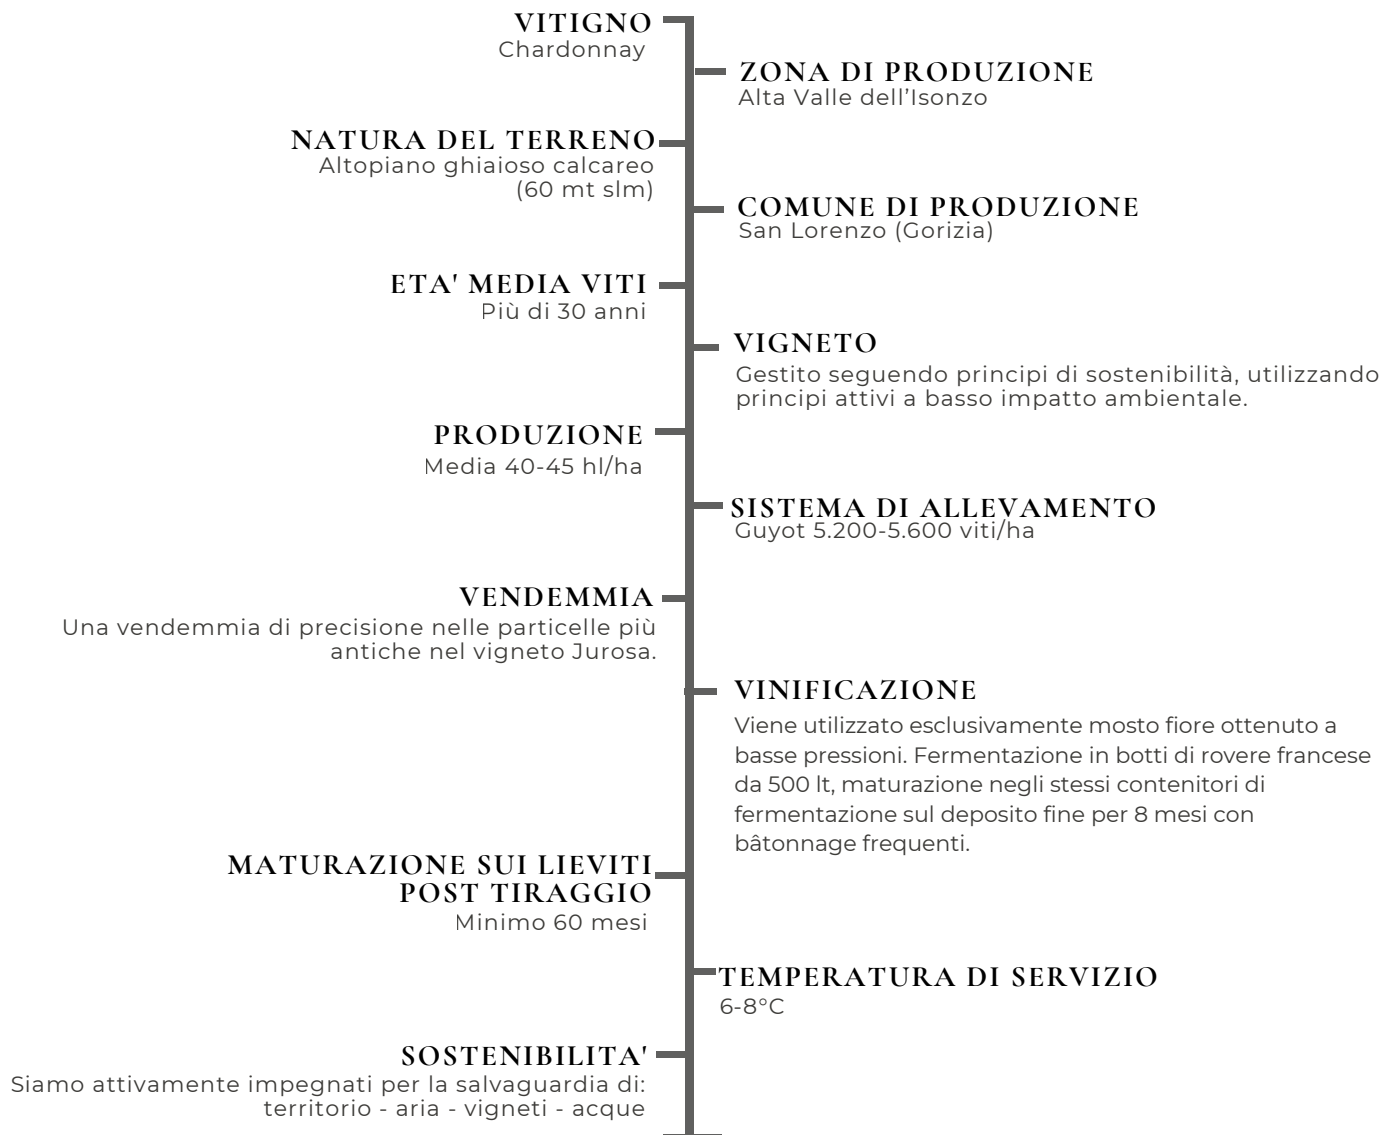 VITIGNO
Chardonnay
ZONA DI PRODUZIONE
Alta Valle dell’Isonzo
NATURA DEL TERRENO
Altopiano ghiaioso calcareo
(60 mt slm)
COMUNE DI PRODUZIONE
San Lorenzo (Gorizia)
ETA' MEDIA VITI
Più di 30 anni
VIGNETO
Gestito seguendo principi di sostenibilità, utilizzando
principi attivi a basso impatto ambientale.
PRODUZIONE
Media 40-45 hl/ha
SISTEMA DI ALLEVAMENTO
Guyot 5.200-5.600 viti/ha
VENDEMMIA
Una vendemmia di precisione nelle particelle più
antiche nel vigneto Jurosa.
VINIFICAZIONE
Viene utilizzato esclusivamente mosto fiore ottenuto a
basse pressioni. Fermentazione in botti di rovere francese
da 500 lt, maturazione negli stessi contenitori di
fermentazione sul deposito fine per 8 mesi con
bâtonnage frequenti.
MATURAZIONE SUI LIEVITI
POST TIRAGGIO
Minimo 60 mesi
TEMPERATURA DI SERVIZIO
6-8°C
SOSTENIBILITA'
Siamo attivamente impegnati per la salvaguardia di:
territorio - aria - vigneti - acque